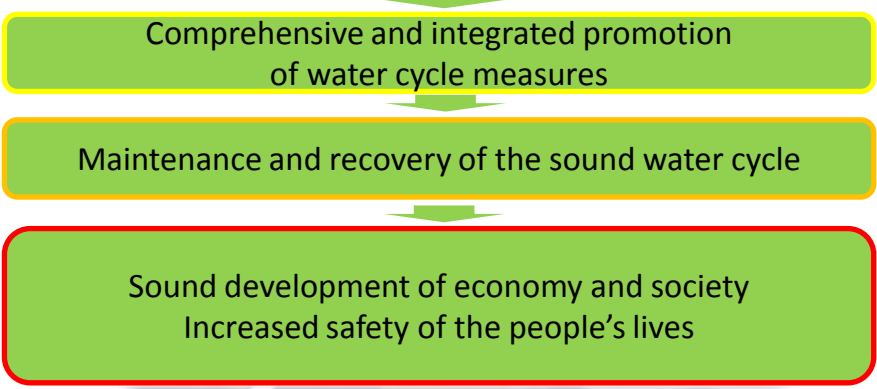 Comprehensive and integrated promotion
of water cycle measures
Maintenance and recovery of the sound water cycle
Sound development of economy and society
Increased safety of the people’s lives